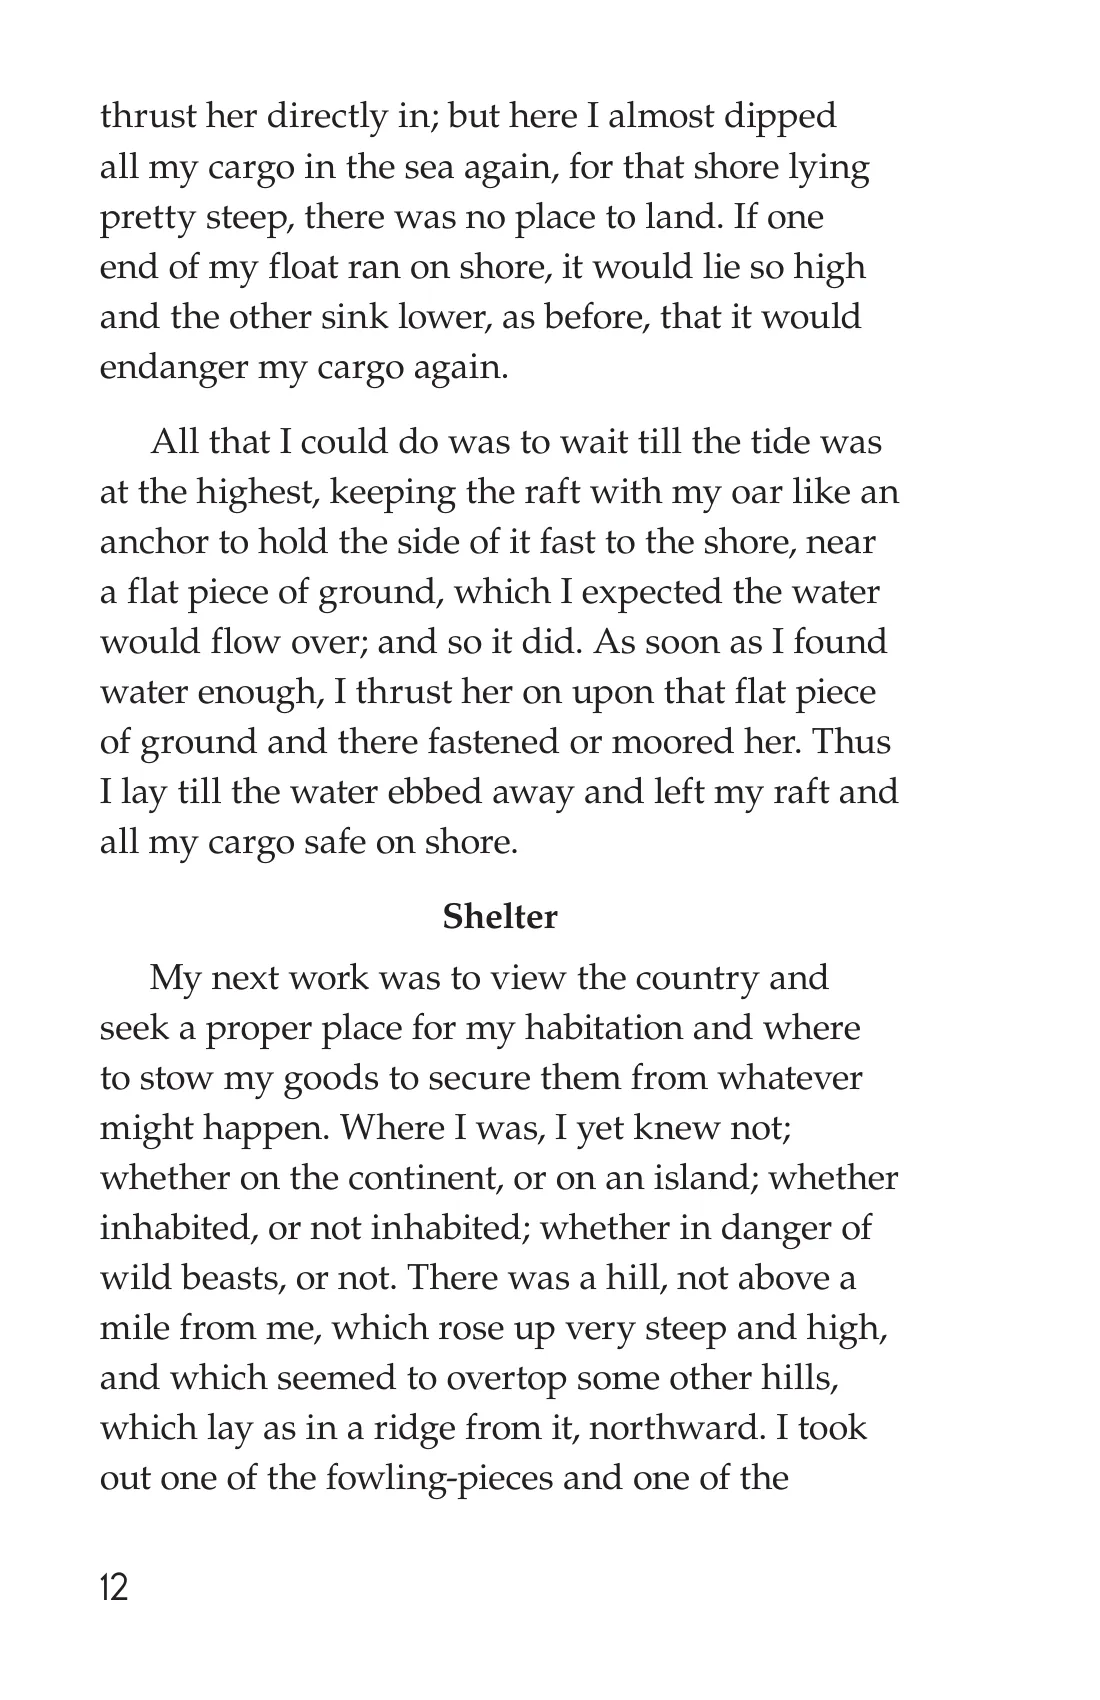 thrust her directly in; but here I almost dipped
all my cargo in the sea again, for that shore lying
pretty steep, there was no place to land. If one
end of my float ran on shore, it would lie so high
and the other sink lower, as before, that it would
endanger my cargo again.
All that I could do was to wait till the tide was
at the highest, keeping the raft with my oar like an
anchor to hold the side of it fast to the shore, near
a flat piece of ground, which I expected the water
would flow over; and so it did. As soon as I found
water enough, I thrust her on upon that flat piece
of ground and there fastened or moored her. Thus
I lay till the water ebbed away and left my raft and
all my cargo safe on shore.
Shelter
My next work was to view the country and
seek a proper place for my habitation and where
to stow my goods to secure them from whatever
might happen. Where I was, I yet knew not;
whether on the continent, or on an island; whether
inhabited, or not inhabited; whether in danger of
wild beasts, or not. There was a hill, not above a
mile from me, which rose up very steep and high,
and which seemed to overtop some other hills,
which lay as in a ridge from it, northward. I took
out one of the fowling-pieces and one of the
12